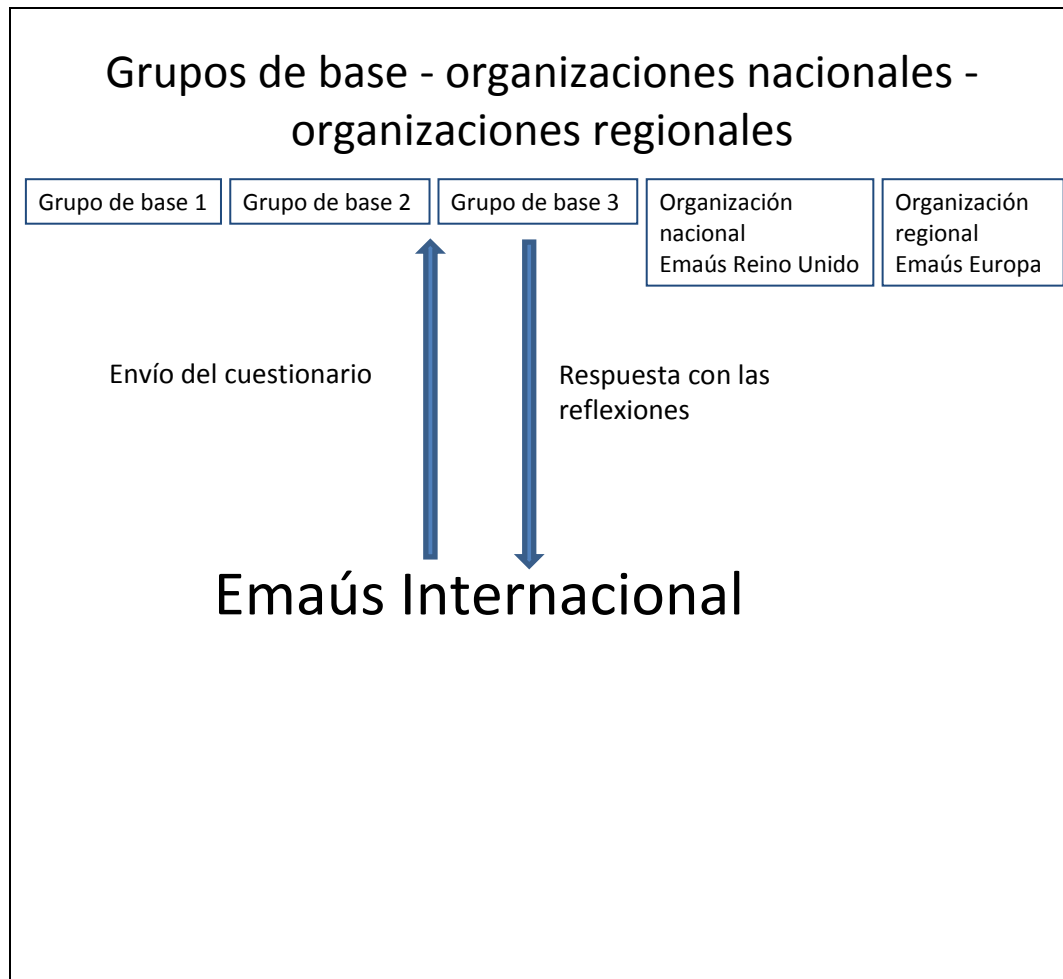 Grupos de base - organizaciones nacionales -
organizaciones regionales
Grupo de base 1
Grupo de base 2
Grupo de base 3
Organización
nacional
Emaús Reino Unido
Organización
regional
Emaús Europa
Envío del cuestionario
Respuesta con las
reflexiones
Emaús Internacional